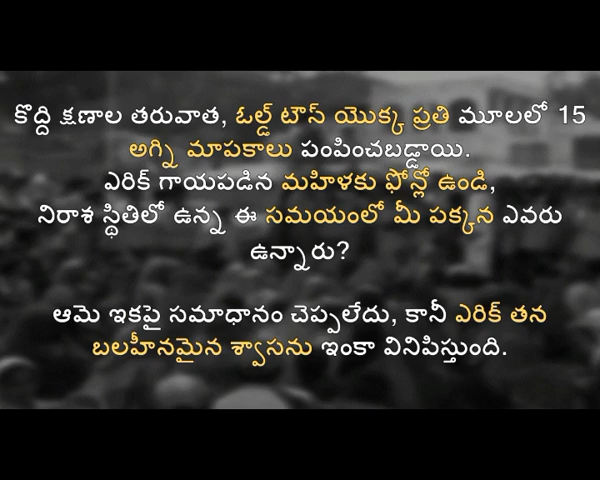 కొద్ది క్షణాల తరువాత, ఓల్డ్ టౌన్ యొక్క ప్రతి మూలలో 15
అగ్ని మాపకాలు పంపించబడ్డాయి.
ఎరిక్ గాయపడిన మహిళకు ఫోన్లో ఉండి,
నిరాశ స్థితిలో ఉన్న ఈ సమయంలో మీ పక్కన ఎవరు
ఉన్నారు?
ఆమె ఇకపై సమాధానం చెప్పలేదు, కానీ ఎరిక్ తన
బలహీనమైన శ్వాసను ఇంకా వినిపిస్తుంది.